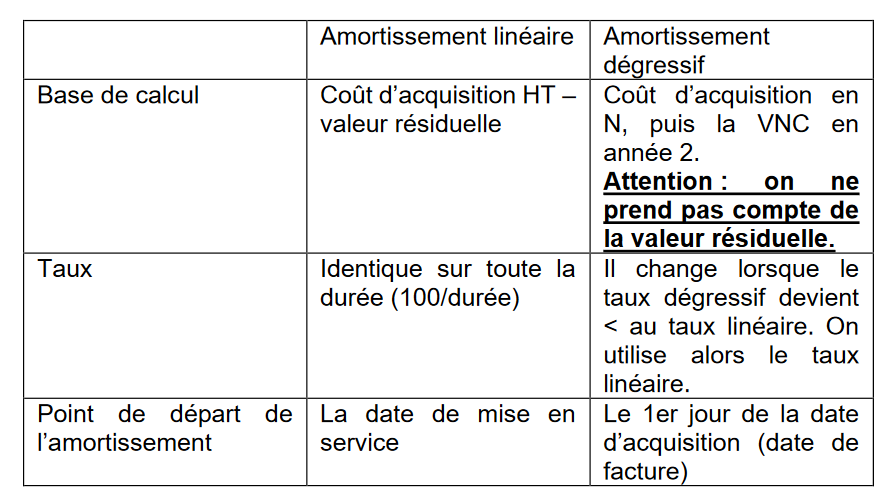 Amortissement linéaire
Amortissement
dégressif
Base de calcul
Coût d’acquisition HT –
valeur résiduelle
Coût d’acquisition en
N, puis la VNC en
année 2.
Attention : on ne
prend pas compte de
la valeur résiduelle.
Taux
Identique sur toute la
durée (100/durée)
Il change lorsque le
taux dégressif devient
< au taux linéaire. On
utilise alors le taux
linéaire.
Point de départ de
l’amortissement
La date de mise en
service
Le 1er jour de la date
d’acquisition (date de
facture)